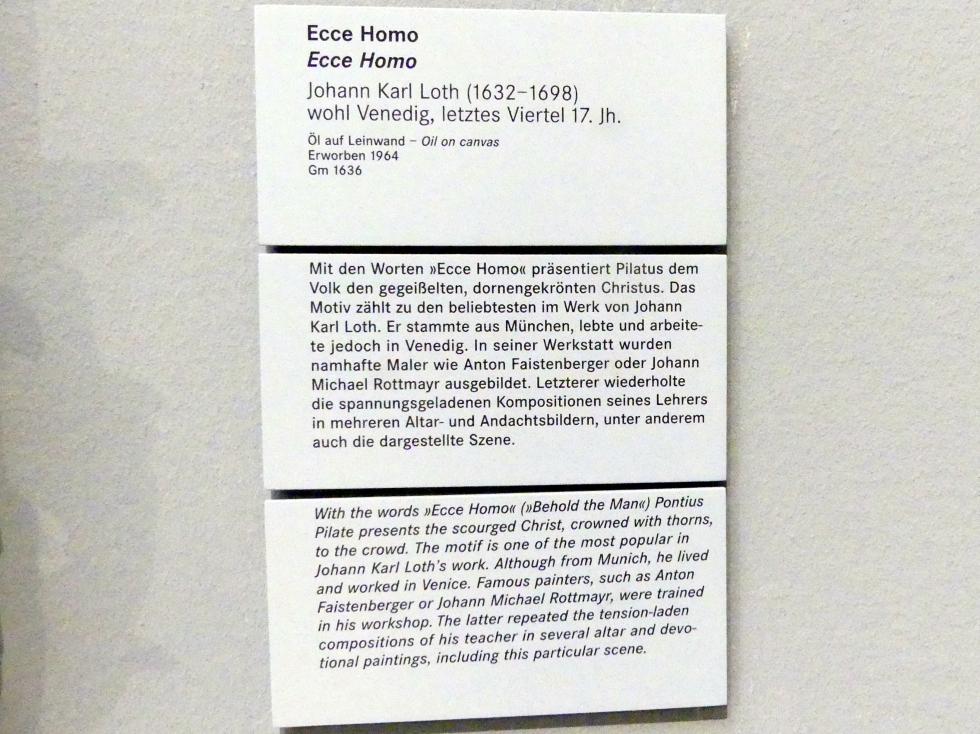 Ecce Homo
Ecce Homo
Johann Karl Loth (1632–1698)
wohl Venedig, letztes Viertel 17. Jh.
Öl auf Leinwand – Oil on canvas
Erworben 1964
Gm 1636
Mit den Worten »Ecce Homo« präsentiert Pilatus dem
Volk den gegeißelten, dornengekrönten Christus. Das
Motiv zählt zu den beliebtesten im Werk von Johann
Karl Loth. Er stammte aus München, lebte und arbeite-
te jedoch in Venedig. In seiner Werkstatt wurden
namhafte Maler wie Anton Faistenberger oder Johann
Michael Rottmayr ausgebildet. Letzterer wiederholte
die spannungsgeladenen Kompositionen seines Lehrers
in mehreren Altar- und Andachtsbildern, unter anderem
auch die dargestellte Szene.
With the words »Ecce Homo« (»Behold the Man«) Pontius
Pilate presents the scourged Christ, crowned with thorns,
to the crowd. The motif is one of the most popular in
Johann Karl Loth's work. Although from Munich, he lived
and worked in Venice. Famous painters, such as Anton
Faistenberger or Johann Michael Rottmayr, were trained
in his workshop. The latter repeated the tension-laden
compositions of his teacher in several altar and devo-
tional paintings, including this particular scene.